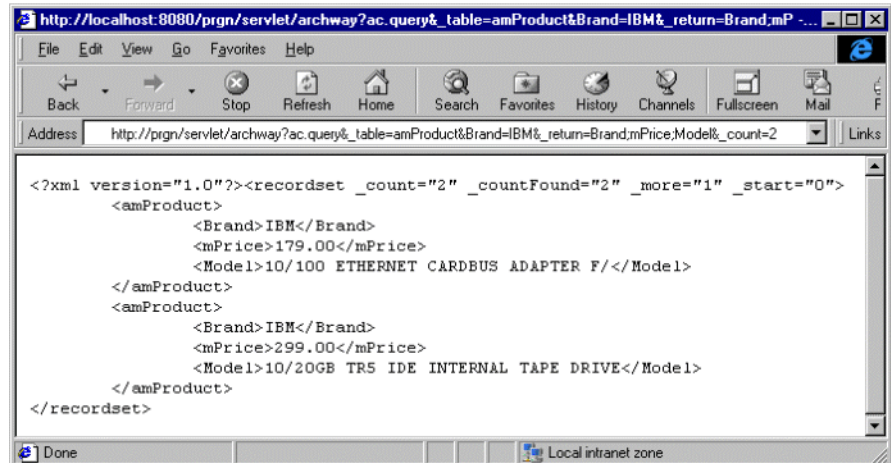 http://localhost:8080/prgn/servlet/archway?ac.query&_table=amProduct&Brand=IBM&_return=Brand;mP -...
File Edit View Go Favorites Help
Back Forward Stop Refresh Home Search Favorites History Channels Fullscreen Mail F
Address http://prgn/servlet/archway?ac.query&_table=amProduct&Brand=IBM&_return=Brand;mPrice;Model&_count=2 Links
<?xml version="1.0"?><recordset _count="2" _countFound="2" _more="1" _start="0">
<amProduct>
<Brand>IBM</Brand>
<mPrice>179.00</mPrice>
<Model>10/100 ETHERNET CARDBUS ADAPTER F/</Model>
</amProduct>
<amProduct>
<Brand>IBM</Brand>
<mPrice>299.00</mPrice>
<Model>10/20GB TR5 IDE INTERNAL TAPE DRIVE</Model>
</amProduct>
</recordset>
Done Local intranet zone